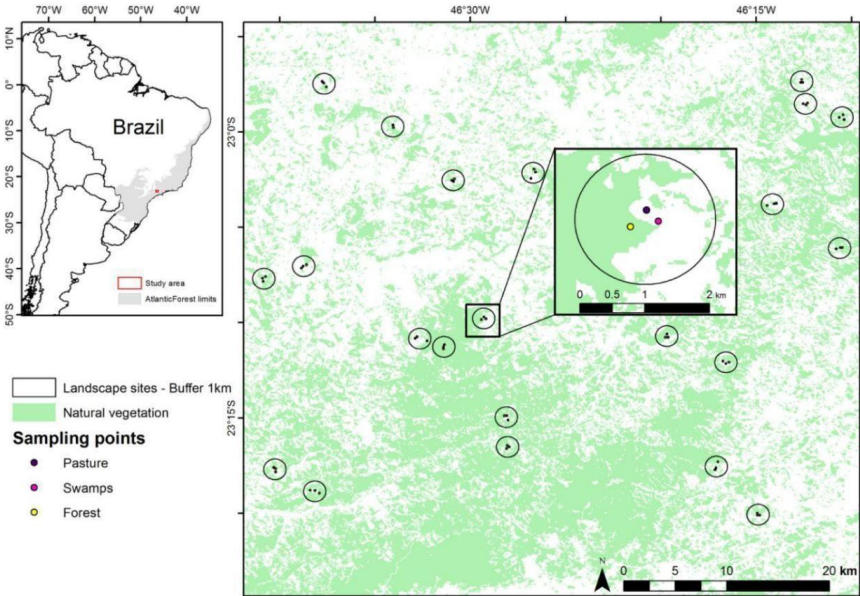 70°W 60°W 50°W 40°W
10°N
0°
10°S
20°S
30°S
40°S
50°S
Brazil
Study area
AtlanticForest limits
Landscape sites - Buffer 1km
Natural vegetation
Sampling points
Pasture
Swamps
Forest
46°30'W 46°15'W
23°0'S
23°15'S
0 0.5 1 2 km
N
0 5 10 20 km